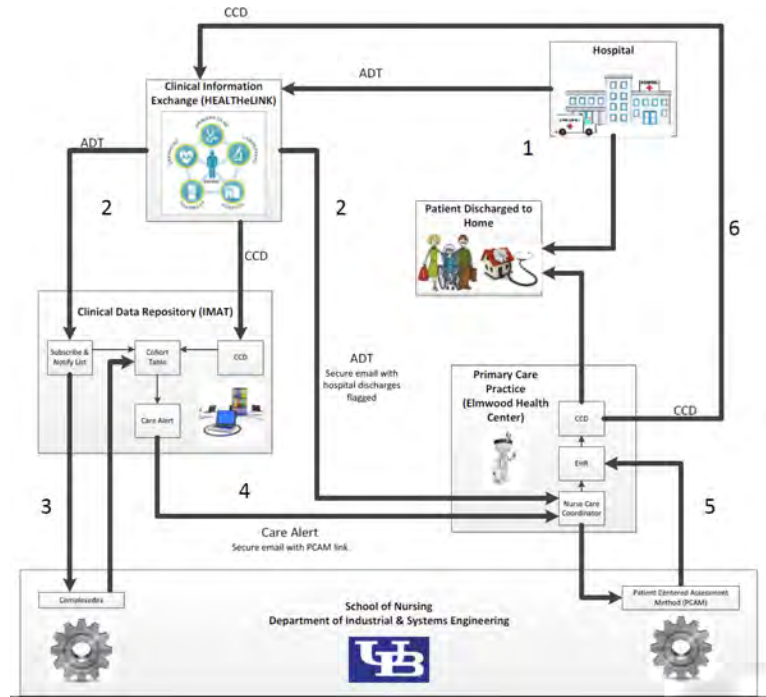 CCD
Hospital
Clinical Information
Exchange (HEALTHeLINK)
ADT
1
ADT
2
2
Patient Discharged to
Home
6
CCD
Clinical Data Repository (IMAT)
Subscribe &
Notify List
Cohort
Table
CCD
ADT
Secure email with
hospital discharges
flagged
Primary Care
Practice
(Elmwood Health
Center)
CCD
CCD
Care Alert
EHR
3
4
5
Nurse Care
Coordinator
Care Alert
Secure email with PCAM link
Complexedex
Patient Centered Assessment
Method (PCAM)
School of Nursing
Department of Industrial & Systems Engineering
UB